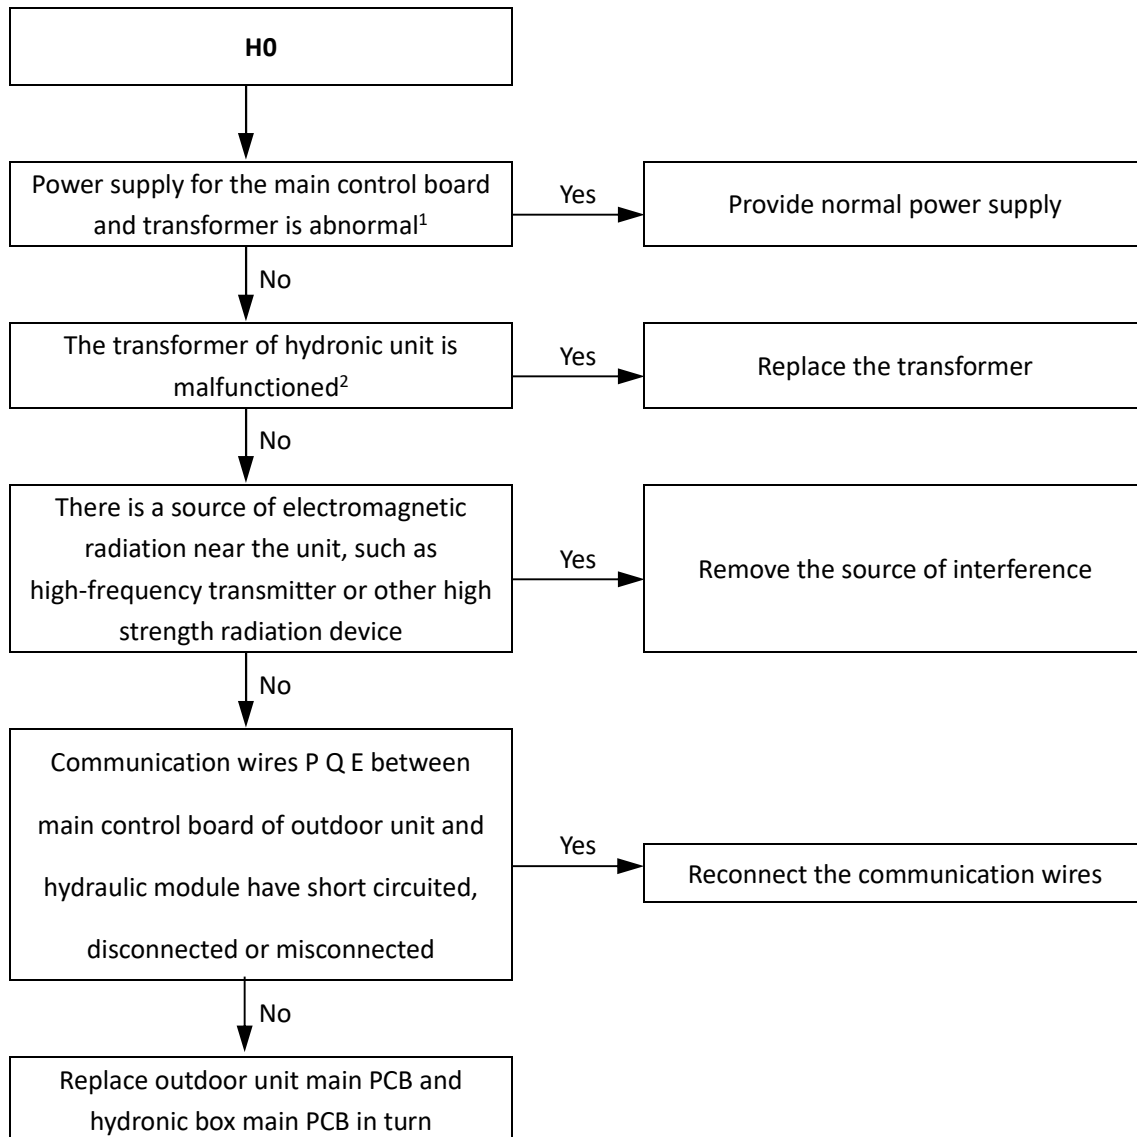 H0
Power supply for the main control board
and transformer is abnormal¹
Yes
Provide normal power supply
No
The transformer of hydronic unit is
malfunctioned²
Yes
Replace the transformer
No
There is a source of electromagnetic
radiation near the unit, such as
high-frequency transmitter or other high
strength radiation device
Yes
Remove the source of interference
No
Communication wires P Q E between
main control board of outdoor unit and
hydraulic module have short circuited,
disconnected or misconnected
Yes
Reconnect the communication wires
No
Replace outdoor unit main PCB and
hydronic box main PCB in turn